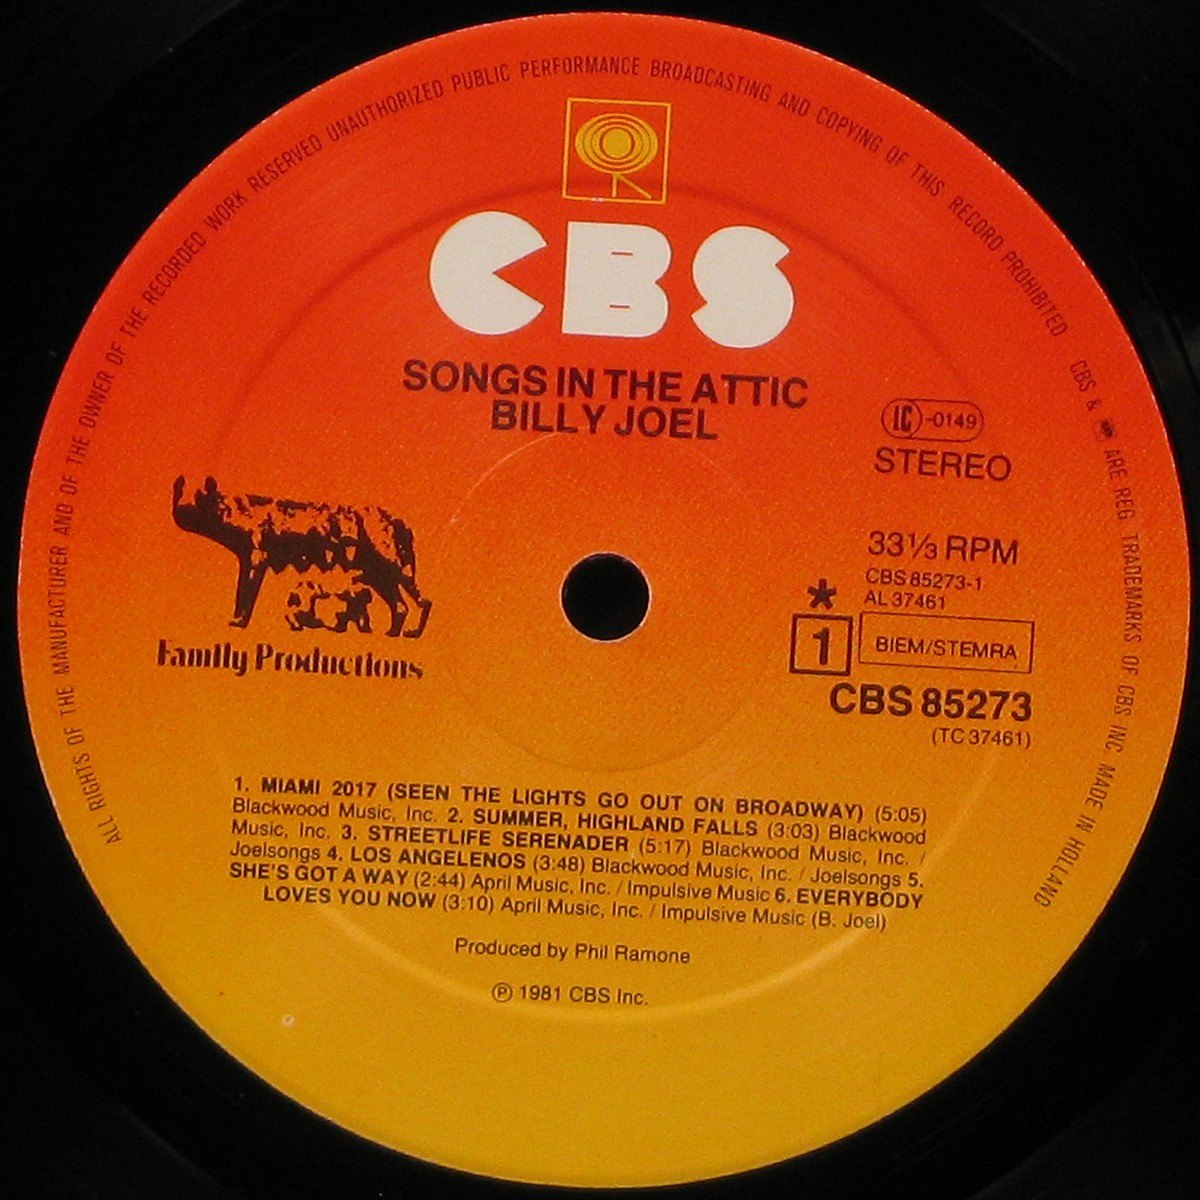 ALL RIGHTS OF THE MANUFACTURER AND OF THE OWNER OF THE RECORDED WORK RESERVED UNAUTHORIZED PUBLIC PERFORMANCE BROADCASTING AND COPYING OF THIS RECORD PROHIBITED CBS & ARE REG. TRADEMARKS OF CBS INC MADE IN HOLLAND
CBS
SONGS IN THE ATTIC
BILLY JOEL
LC -0149
STEREO
33 1/3 RPM
CBS 85273-1
AL 37461
*
1 BIEM/STEMRA
CBS 85273
(TC 37461)
Family Productions
1. MIAMI 2017 (SEEN THE LIGHTS GO OUT ON BROADWAY) (5:05)
Blackwood Music, Inc. 2. SUMMER, HIGHLAND FALLS (3:03) Blackwood
Music, Inc. 3. STREETLIFE SERENADER (5:17) Blackwood Music, Inc. /
Joelsongs 4. LOS ANGELENOS (3:48) Blackwood Music, Inc. / Joelsongs 5.
SHE'S GOT A WAY (2:44) April Music, Inc. / Impulsive Music 6. EVERYBODY
LOVES YOU NOW (3:10) April Music, Inc. / Impulsive Music (B. Joel)
Produced by Phil Ramone
℗ 1981 CBS Inc.